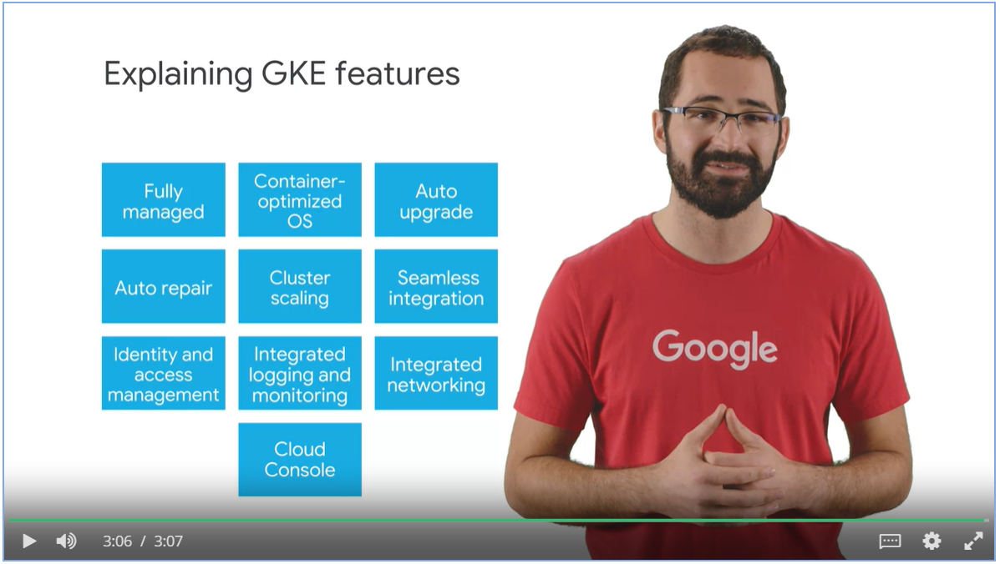 Explaining GKE features
Fully
managed
Container-
optimized
OS
Auto
upgrade
Auto repair
Cluster
scaling
Seamless
integration
Identity and
access
management
Integrated
logging and
monitoring
Integrated
networking
Cloud
Console
Google
3:06 / 3:07